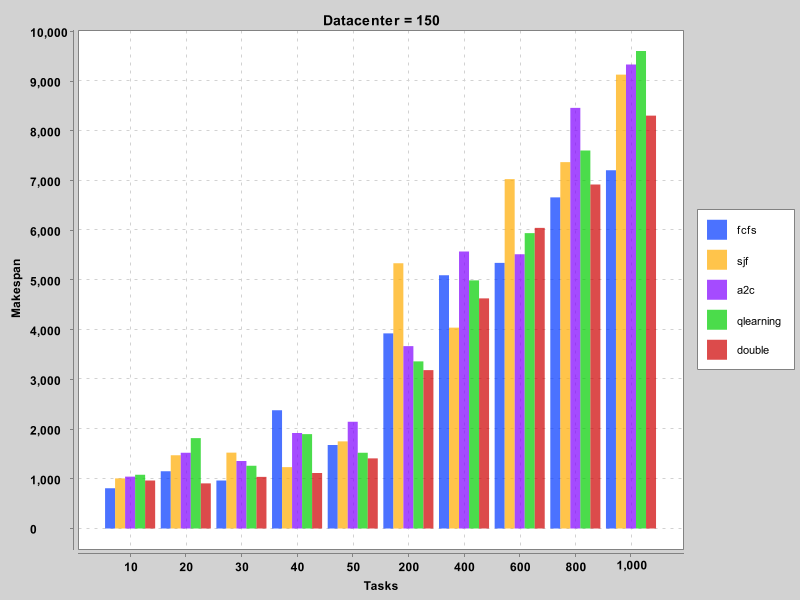 Datacenter = 150
Makespan
10,000
9,000
8,000
7,000
6,000
5,000
4,000
3,000
2,000
1,000
0
10 20 30 40 50 200 400 600 800 1,000
Tasks
fcfs
sjf
a2c
qlearning
double